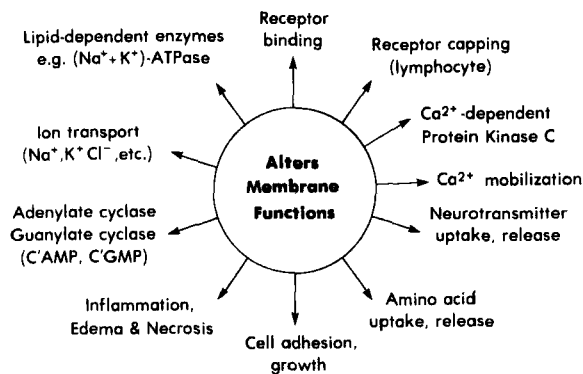 Receptor
binding
Receptor capping
(lymphocyte)
Ca²⁺-dependent
Protein Kinase C
Ca²⁺ mobilization
Neurotransmitter
uptake, release
Amino acid
uptake, release
Cell adhesion,
growth
Inflammation,
Edema & Necrosis
Adenylate cyclase
Guanylate cyclase
(C'AMP, C'GMP)
Ion transport
(Na⁺,K⁺Cl⁻,etc.)
Lipid-dependent enzymes
e.g. (Na⁺+K⁺)-ATPase
Alters
Membrane
Functions